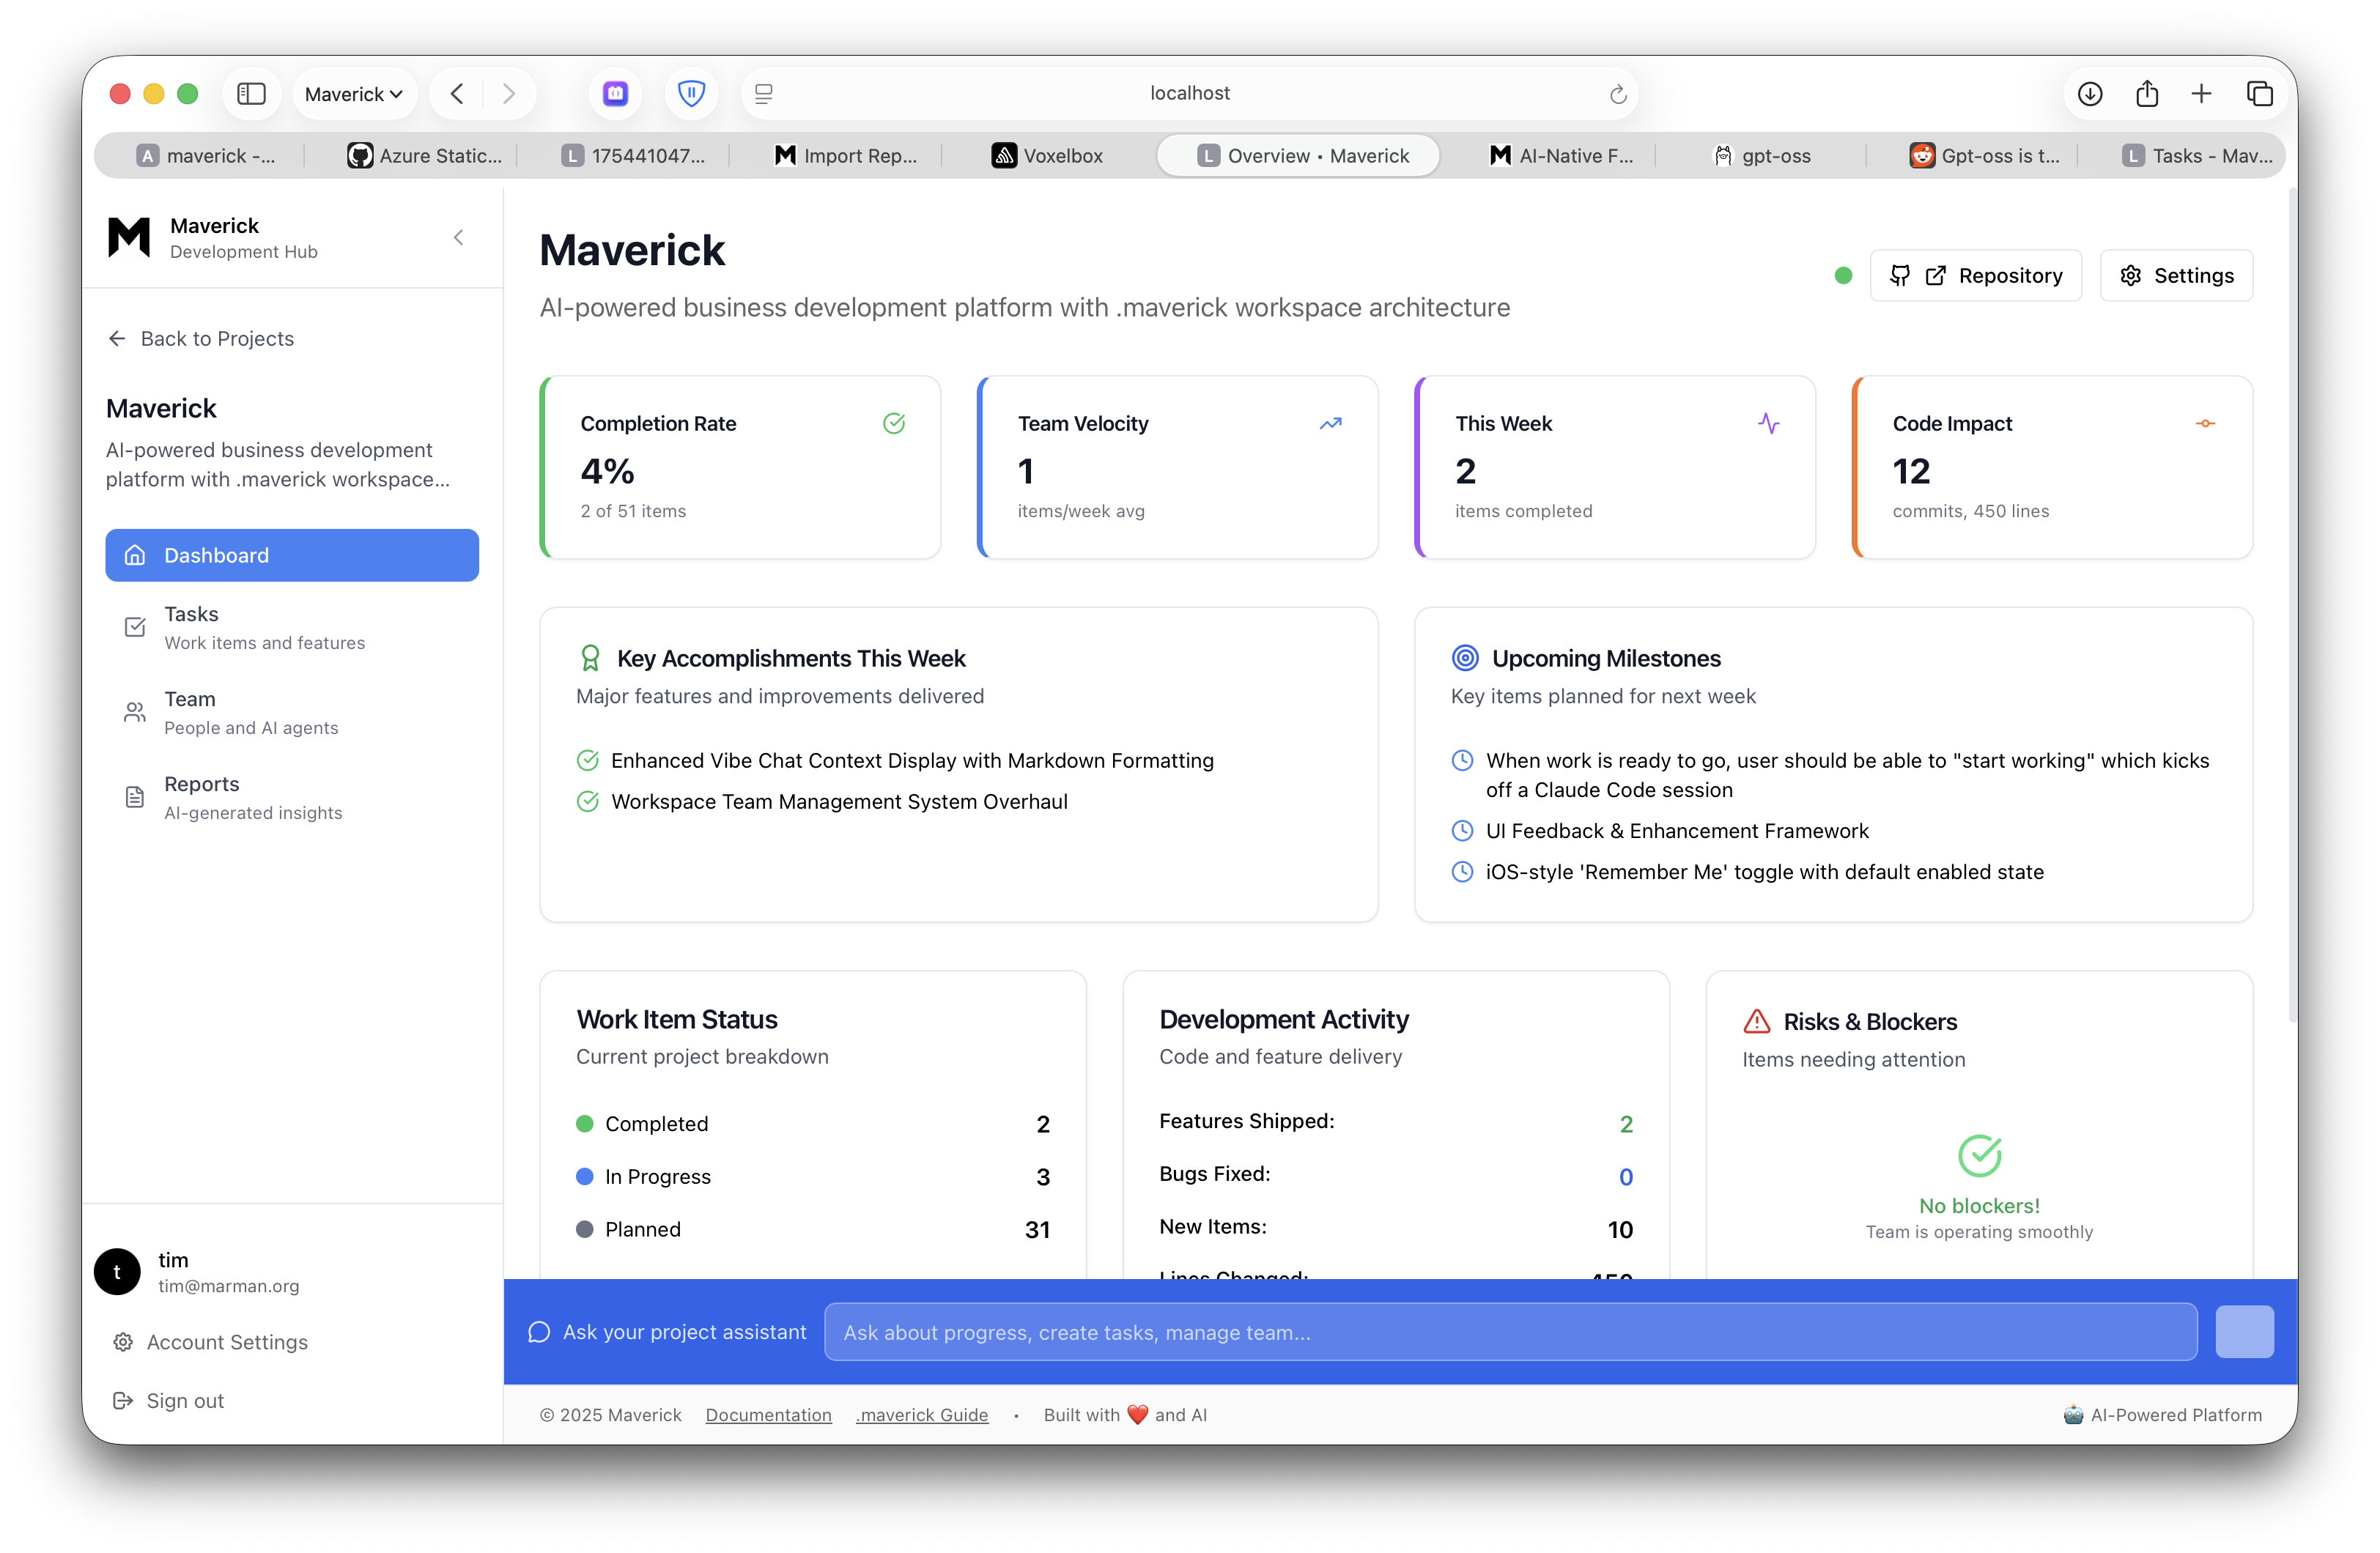 Maverick
localhost
A maverick -...
Azure Static...
L 175441047...
Import Rep...
Voxelbox
L Overview • Maverick
AI-Native F...
gpt-oss
Gpt-oss is t...
L Tasks - Mav...
Maverick
Development Hub
Back to Projects
Maverick
AI-powered business development
platform with .maverick workspace...
Dashboard
Tasks
Work items and features
Team
People and AI agents
Reports
AI-generated insights
t
tim
tim@marman.org
Account Settings
Sign out
Maverick
AI-powered business development platform with .maverick workspace architecture
Repository
Settings
Completion Rate
4%
2 of 51 items
Team Velocity
1
items/week avg
This Week
2
items completed
Code Impact
12
commits, 450 lines
Key Accomplishments This Week
Major features and improvements delivered
Enhanced Vibe Chat Context Display with Markdown Formatting
Workspace Team Management System Overhaul
Upcoming Milestones
Key items planned for next week
When work is ready to go, user should be able to "start working" which kicks
off a Claude Code session
UI Feedback & Enhancement Framework
iOS-style 'Remember Me' toggle with default enabled state
Work Item Status
Current project breakdown
Completed 2
In Progress 3
Planned 31
Development Activity
Code and feature delivery
Features Shipped: 2
Bugs Fixed: 0
New Items: 10
Lines Changed: 450
Risks & Blockers
Items needing attention
No blockers!
Team is operating smoothly
Ask your project assistant
Ask about progress, create tasks, manage team...
© 2025 Maverick Documentation .maverick Guide • Built with ❤️ and AI
🤖 AI-Powered Platform